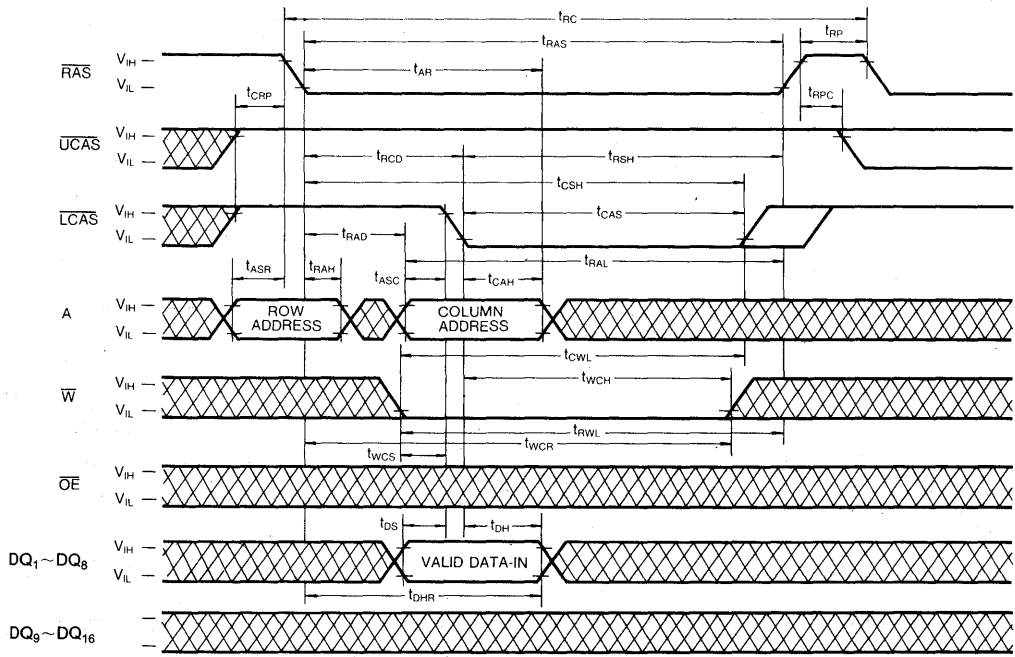 tRC
tRAS
tRP
tAR
RAS
VIH
VIL
tCRP
tRPC
UCAS
VIH
VIL
tRCD
tRSH
tCSH
LCAS
VIH
VIL
tCAS
tRAD
tRAL
tASR
tRAH
tASC
tCAH
A
VIH
VIL
ROW ADDRESS
COLUMN ADDRESS
tCWL
W
VIH
VIL
tWCH
tRWL
tWCR
tWCS
OE
VIH
VIL
tDS
tDH
DQ1~DQ8
VIH
VIL
VALID DATA-IN
tDHR
DQ9~DQ16